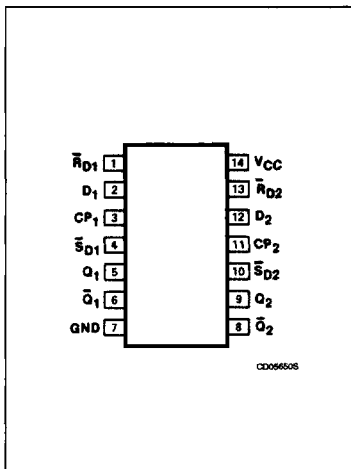 R̄D1 1 14 VCC
D1 2 13 R̄D2
CP1 3 12 D2
S̄D1 4 11 CP2
Q1 5 10 S̄D2
Q̄1 6 9 Q2
GND 7 8 Q̄2
CD05650S